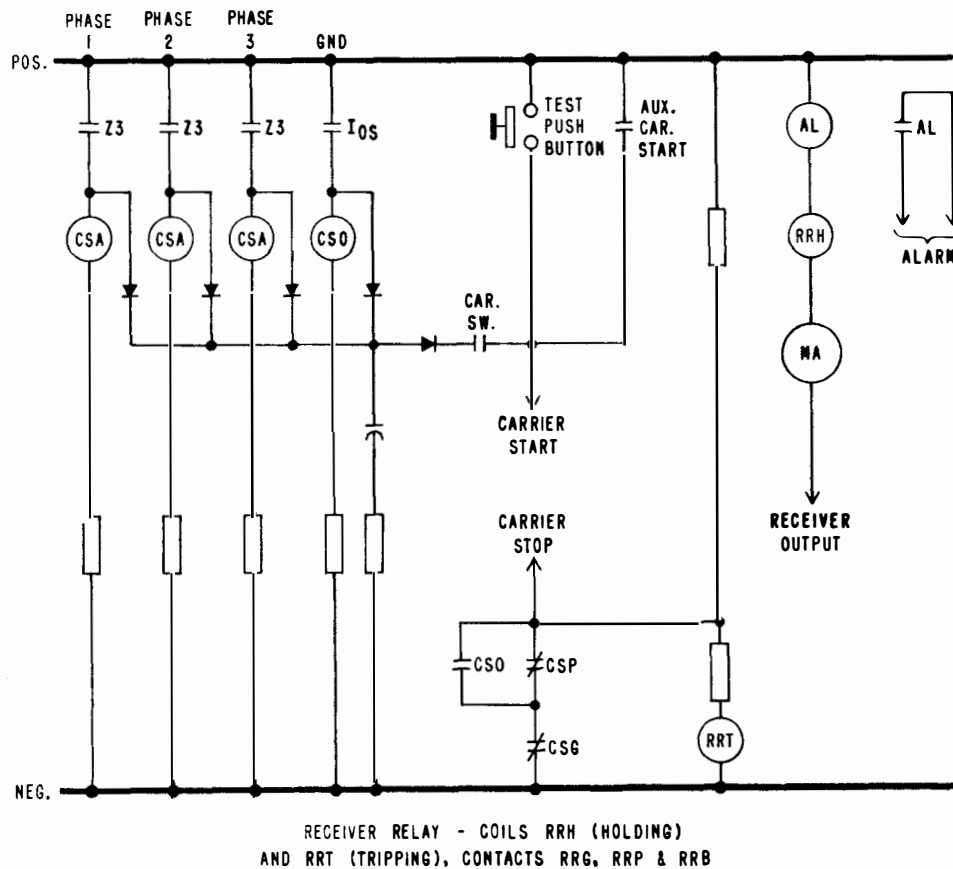 PHASE 1
PHASE 2
PHASE 3
GND
POS.
Z3
Z3
Z3
IOS
TEST PUSH BUTTON
AUX. CAR. START
AL
AL
CSA
CSA
CSA
CSO
RRH
ALARM
CAR. SW.
MA
CARRIER START
CARRIER STOP
RECEIVER OUTPUT
CSO
CSP
CSG
RRT
NEG.
RECEIVER RELAY - COILS RRH (HOLDING)
AND RRT (TRIPPING), CONTACTS RRG, RRP & RRB